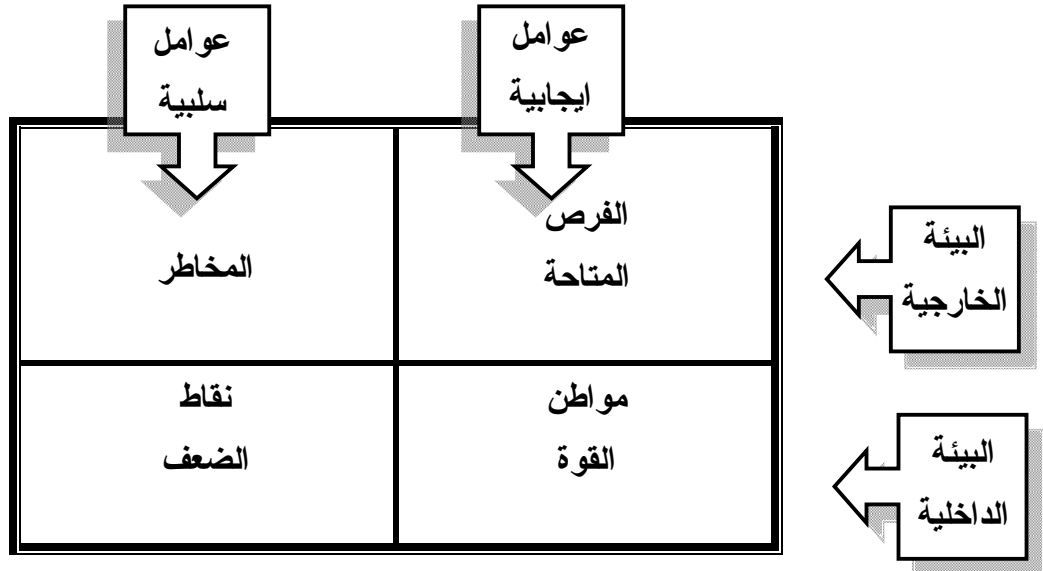 عوامل
ايجابية
عوامل
سلبية
البيئة
الخارجية
الفرص
المتاحة
المخاطر
البيئة
الداخلية
مواطن
القوة
نقاط
الضعف